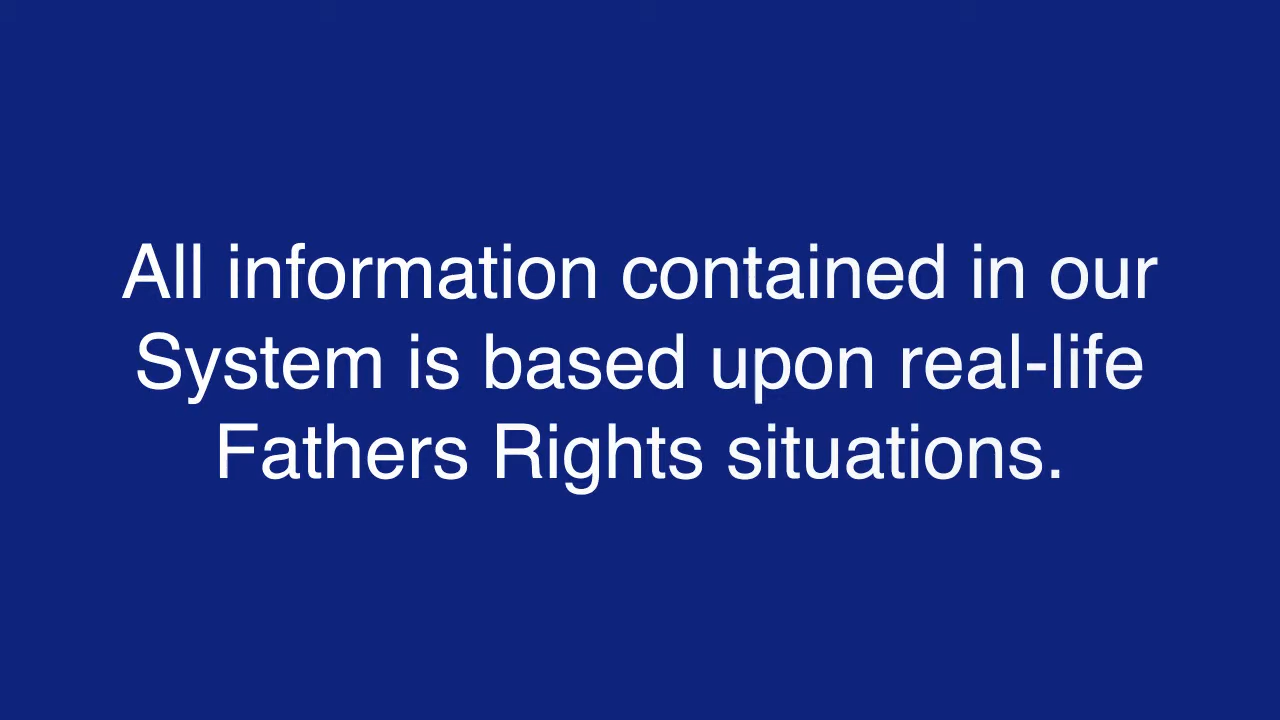 All information contained in our
System is based upon real-life
Fathers Rights situations.